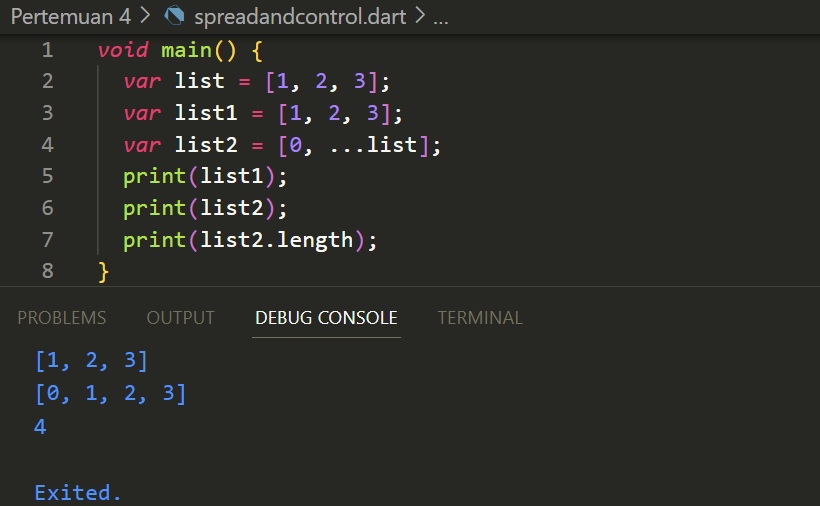 Pertemuan 4 > spreadandcontrol.dart > ...
1 void main() {
2 var list = [1, 2, 3];
3 var list1 = [1, 2, 3];
4 var list2 = [0, ...list];
5 print(list1);
6 print(list2);
7 print(list2.length);
8 }
PROBLEMS OUTPUT DEBUG CONSOLE TERMINAL
[1, 2, 3]
[0, 1, 2, 3]
4
Exited.